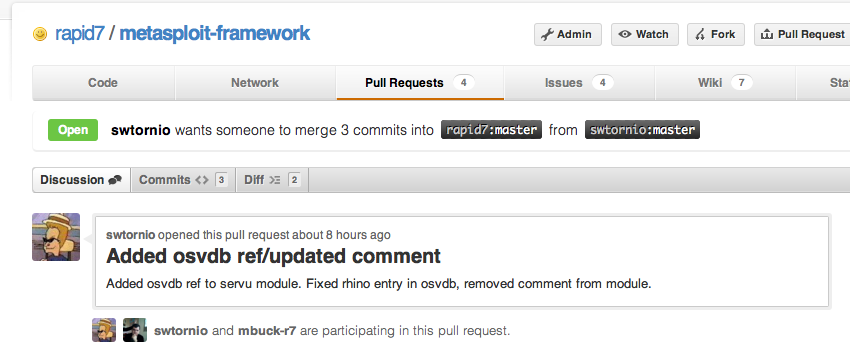 rapid7 / metasploit-framework
Admin Watch Fork Pull Request
Code Network Pull Requests 4 Issues 4 Wiki 7 Sta
Open swtornio wants someone to merge 3 commits into rapid7:master from swtornio:master
Discussion Commits <> 3 Diff 2
swtornio opened this pull request about 8 hours ago
Added osvdb ref/updated comment
Added osvdb ref to servu module. Fixed rhino entry in osvdb, removed comment from module.
swtornio and mbuck-r7 are participating in this pull request.